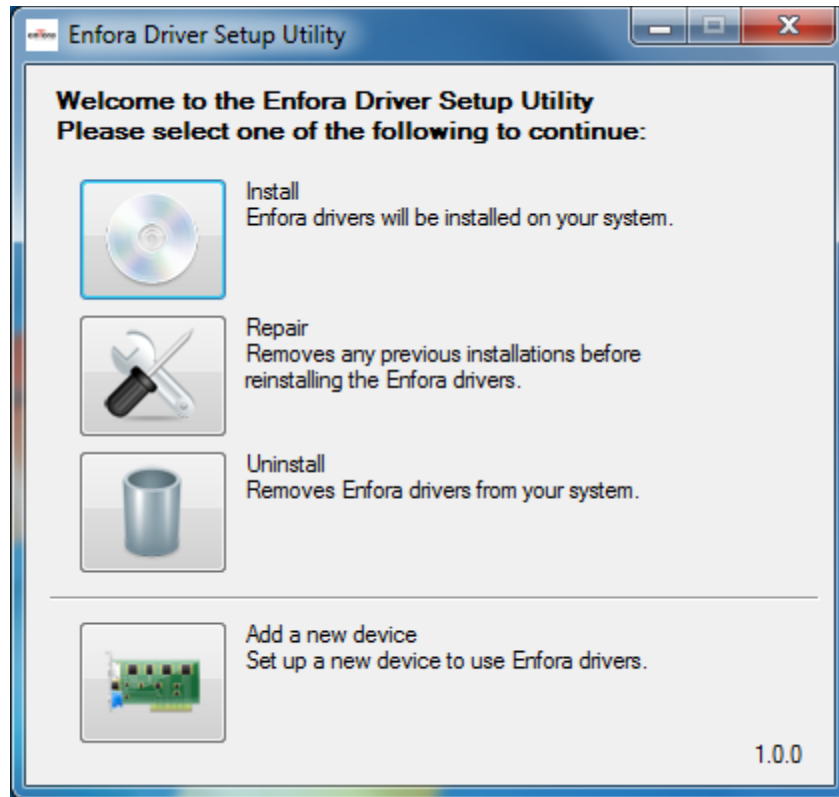 enfora Enfora Driver Setup Utility
Welcome to the Enfora Driver Setup Utility
Please select one of the following to continue:
Install
Enfora drivers will be installed on your system.
Repair
Removes any previous installations before
reinstalling the Enfora drivers.
Uninstall
Removes Enfora drivers from your system.
Add a new device
Set up a new device to use Enfora drivers.
1.0.0